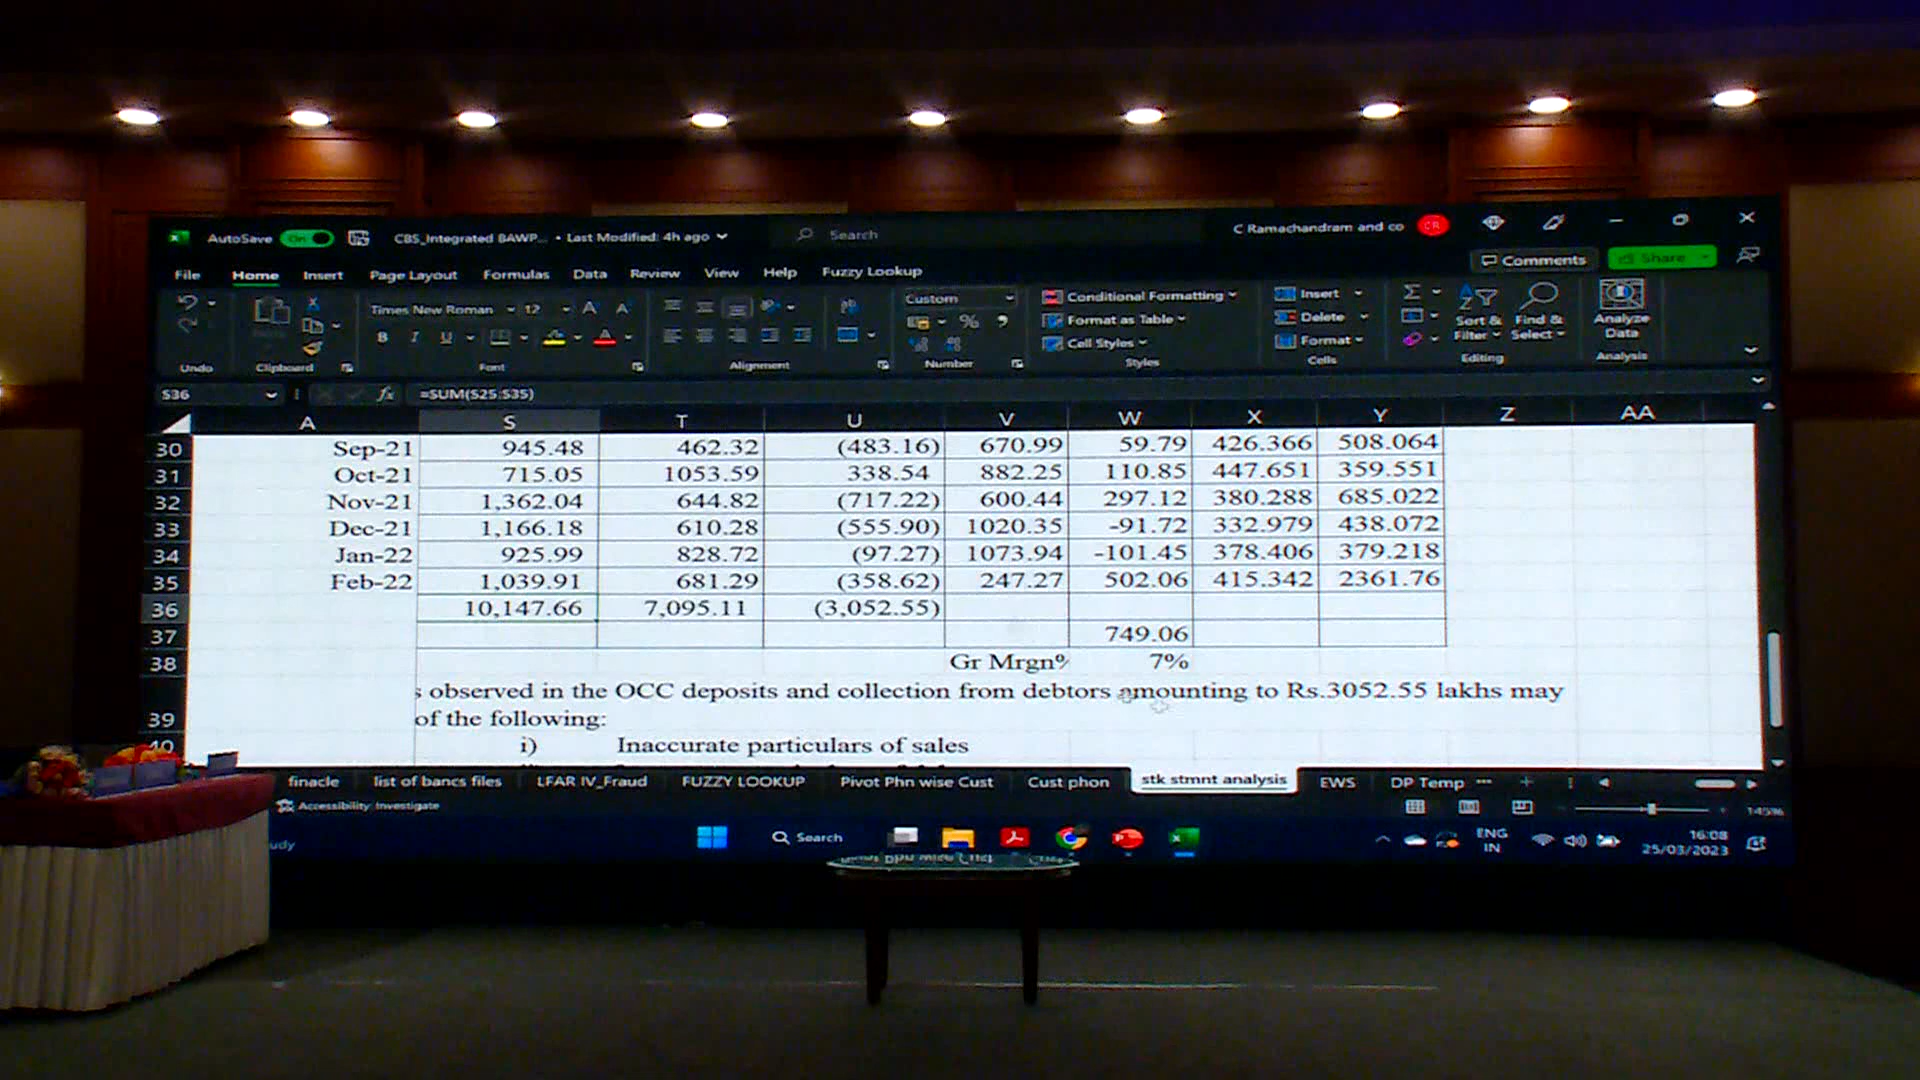 AutoSave On CBS_Integrated BAWP... • Last Modified: 4h ago Search C Ramachandram and co CR
File Home Insert Page Layout Formulas Data Review View Help Fuzzy Lookup Comments Share
Times New Roman 12 Custom Conditional Formatting Insert
Format as Table Delete Sort & Find & Analyze
B I U Cell Styles Format Filter Select Data
Undo Clipboard Font Alignment Number Styles Cells Editing Analysis
S36 fx =SUM(S25:S35)
A S T U V W X Y Z AA
30 Sep-21 945.48 462.32 (483.16) 670.99 59.79 426.366 508.064
31 Oct-21 715.05 1053.59 338.54 882.25 110.85 447.651 359.551
32 Nov-21 1,362.04 644.82 (717.22) 600.44 297.12 380.288 685.022
33 Dec-21 1,166.18 610.28 (555.90) 1020.35 -91.72 332.979 438.072
34 Jan-22 925.99 828.72 (97.27) 1073.94 -101.45 378.406 379.218
35 Feb-22 1,039.91 681.29 (358.62) 247.27 502.06 415.342 2361.76
36 10,147.66 7,095.11 (3,052.55)
37 749.06
38 Gr Mrgn% 7%
s observed in the OCC deposits and collection from debtors amounting to Rs.3052.55 lakhs may
39 of the following:
40 i) Inaccurate particulars of sales
finacle list of bancs files LFAR IV_Fraud FUZZY LOOKUP Pivot Phn wise Cust Cust phon stk stmnt analysis EWS DP Temp ...
Accessibility: Investigate 145%
Search ENG 16:08
IN 25/03/2023